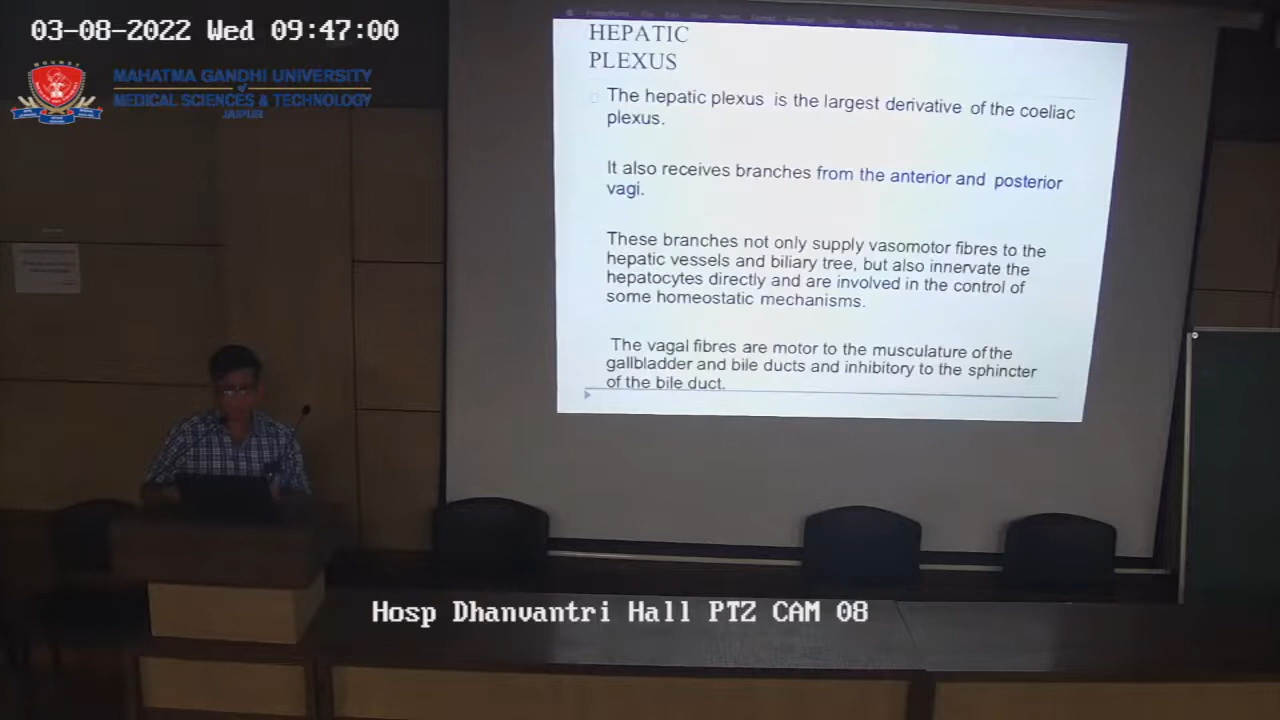 03-08-2022 Wed 09:47:00
MAHATMA GANDHI UNIVERSITY
of
MEDICAL SCIENCES & TECHNOLOGY
JAIPUR
HEPATIC
PLEXUS
The hepatic plexus is the largest derivative of the coeliac
plexus.
It also receives branches from the anterior and posterior
vagi.
These branches not only supply vasomotor fibres to the
hepatic vessels and biliary tree, but also innervate the
hepatocytes directly and are involved in the control of
some homeostatic mechanisms.
The vagal fibres are motor to the musculature of the
gallbladder and bile ducts and inhibitory to the sphincter
of the bile duct.
Hosp Dhanvantri Hall PTZ CAM 08